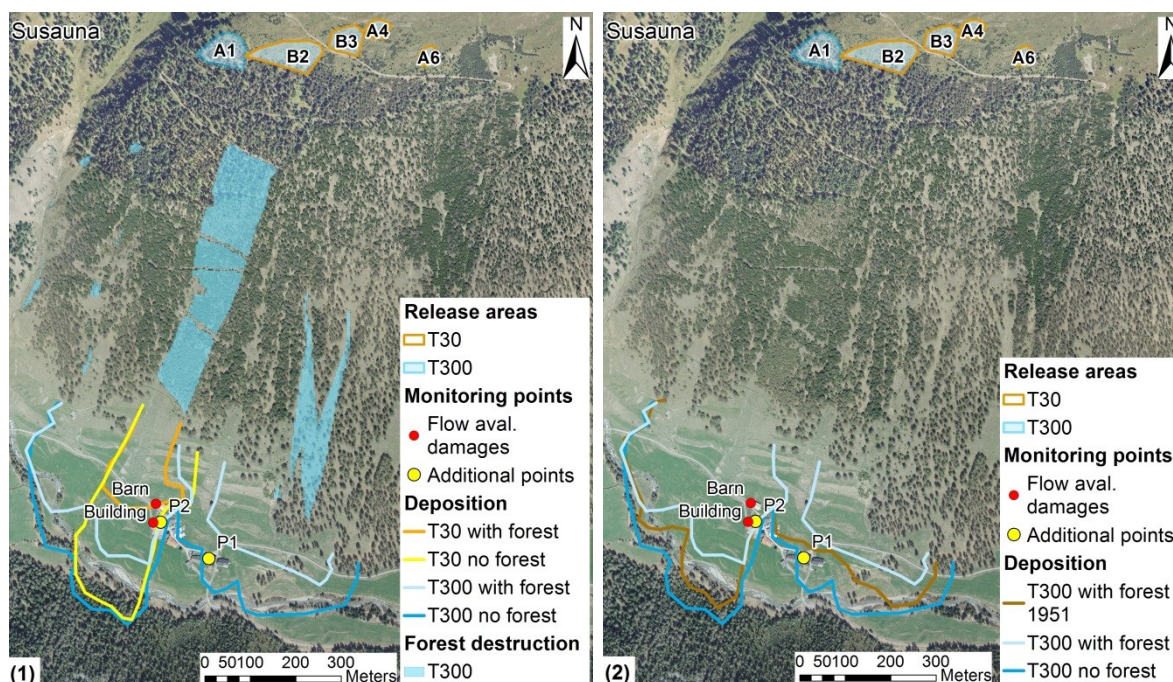 Susauna
A1
B2
B3
A4
A6
N
Barn
P2
Building
P1
Release areas
T30
T300
Monitoring points
Flow aval.
damages
Additional points
Deposition
T30 with forest
T30 no forest
T300 with forest
T300 no forest
Forest destruction
T300
0 50100 200 300
Meters
(1)
Susauna
A1
B2
B3
A4
A6
N
Barn
P2
Building
P1
Release areas
T30
T300
Monitoring points
Flow aval.
damages
Additional points
Deposition
T300 with forest
1951
T300 with forest
T300 no forest
0 50100 200 300
Meters
(2)